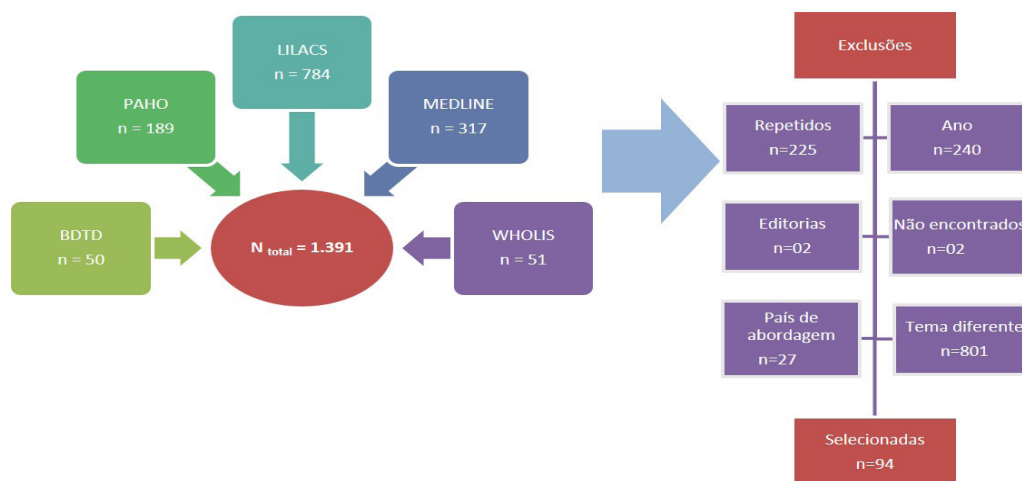 LILACS
n = 784
PAHO
n = 189
MEDLINE
n = 317
BDTD
n = 50
N total = 1.391
WHOLIS
n = 51
Exclusões
Repetidos
n=225
Ano
n=240
Editorias
n=02
Não encontrados
n=02
País de
abordagem
n=27
Tema diferente
n=801
Selecionadas
n=94